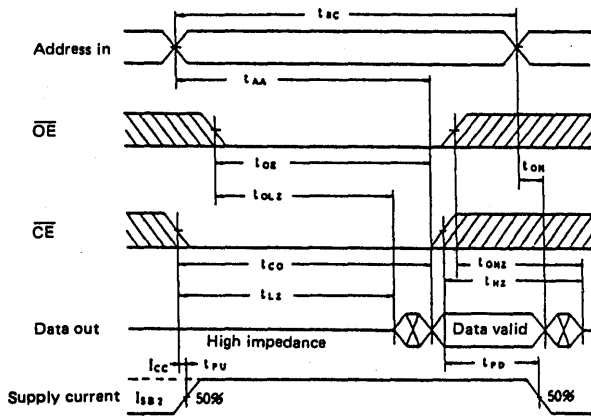 tRC
Address in
tAA
OE
tOE
tOH
tOLZ
CE
tCO
tOHZ
tLZ
tHZ
Data out
High impedance
Data valid
ICC
tPU
tPD
Supply current
ISB2
50%
50%